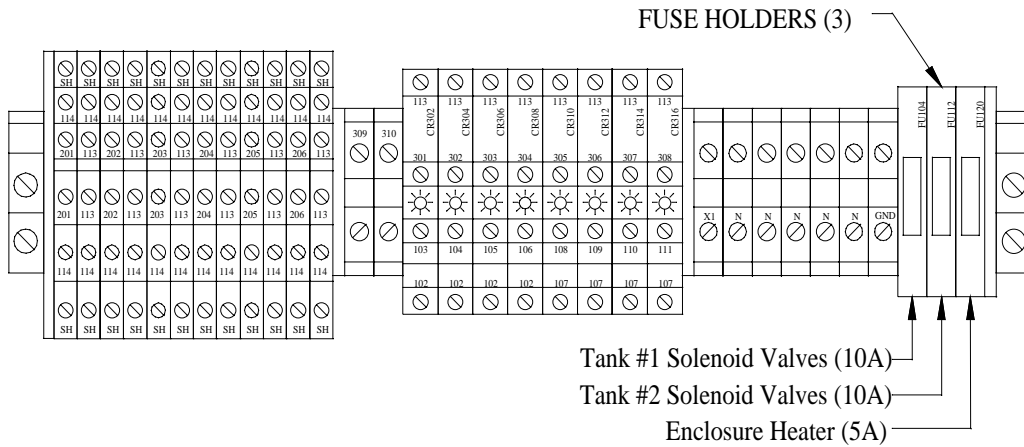 FUSE HOLDERS (3)
SH SH SH SH SH SH SH SH SH SH SH SH
114 114 114 114 114 114 114 114 114 114 114 114
201 113 202 113 203 113 204 113 205 113 206 113
201 113 202 113 203 113 204 113 205 113 206 113
114 114 114 114 114 114 114 114 114 114 114 114
SH SH SH SH SH SH SH SH SH SH SH SH
309 310
113 113 113 113 113 113 113 113
CR302 CR304 CR306 CR308 CR310 CR312 CR314 CR316
301 302 303 304 305 306 307 308
103 104 105 106 108 109 110 111
102 102 102 102 107 107 107 107
X1 N N N N N GND
FU104 FU112 FU120
Tank #1 Solenoid Valves (10A)
Tank #2 Solenoid Valves (10A)
Enclosure Heater (5A)